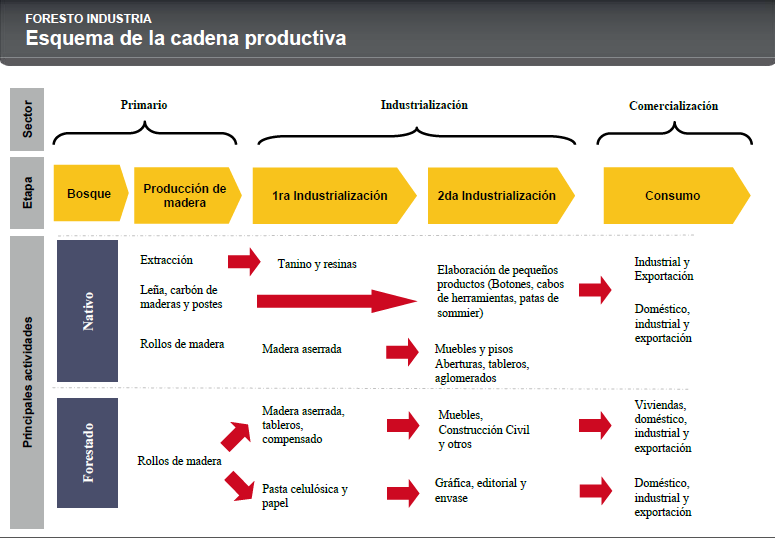 FORESTO INDUSTRIA
Esquema de la cadena productiva
Sector
Primario
Industrialización
Comercialización
Etapa
Bosque
Producción de
madera
1ra Industrialización
2da Industrialización
Consumo
Principales actividades
Nativo
Extracción
Tanino y resinas
Leña, carbón de
maderas y postes
Elaboración de pequeños
productos (Botones, cabos
de herramientas, patas de
sommier)
Industrial y
Exportación
Doméstico,
industrial y
exportación
Rollos de madera
Madera aserrada
Muebles y pisos
Aberturas, tableros,
aglomerados
Forestado
Rollos de madera
Madera aserrada,
tableros,
compensado
Muebles,
Construcción Civil
y otros
Viviendas,
doméstico,
industrial y
exportación
Pasta celulósica y
papel
Gráfica, editorial y
envase
Doméstico,
industrial y
exportación